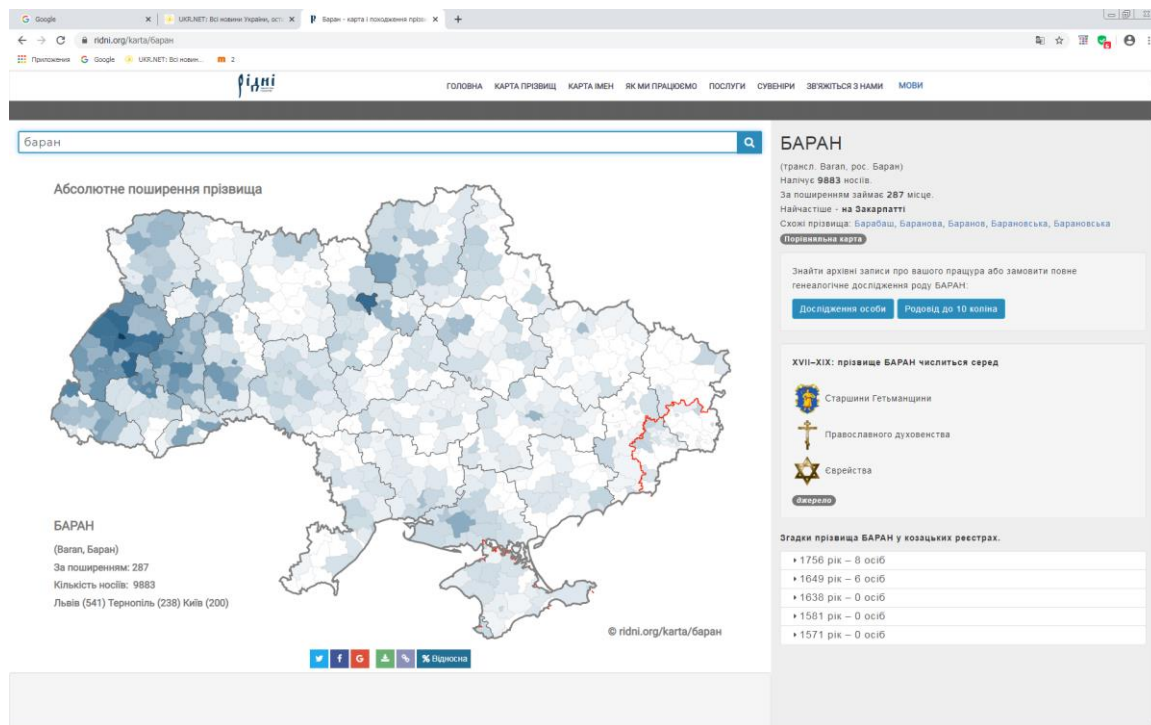 Google
UKR.NET: Всі новини України, ост
Баран - карта і походження прізв
ridni.org/karta/баран
Приложения
Google
UKR.NET: Всі новин...
2
рідні
ГОЛОВНА
КАРТА ПРІЗВИЩ
КАРТА ІМЕН
ЯК МИ ПРАЦЮЄМО
ПОСЛУГИ
СУВЕНІРИ
ЗВ'ЯЖІТЬСЯ З НАМИ
МОВИ
баран
Абсолютне поширення прізвища
БАРАН
(Baran, Баран)
За поширенням: 287
Кількість носіїв: 9883
Львів (541) Тернопіль (238) Київ (200)
© ridni.org/karta/баран
% Відносна
БАРАН
(трансл. Baran, рос. Баран)
Налічує 9883 носіїв.
За поширенням займає 287 місце.
Найчастіше - на Закарпатті
Схожі прізвища: Барабаш, Баранова, Баранов, Барановська, Барановська
Порівняльна карта
Знайти архівні записи про вашого пращура або замовити повне
генеалогічне дослідження роду БАРАН:
Дослідження особи
Родовід до 10 коліна
XVII–XIX: прізвище БАРАН числиться серед
Старшини Гетьманщини
Православного духовенства
Єврейства
джерело
Згадки прізвища БАРАН у козацьких реєстрах.
1756 рік – 8 осіб
1649 рік – 6 осіб
1638 рік – 0 осіб
1581 рік – 0 осіб
1571 рік – 0 осіб